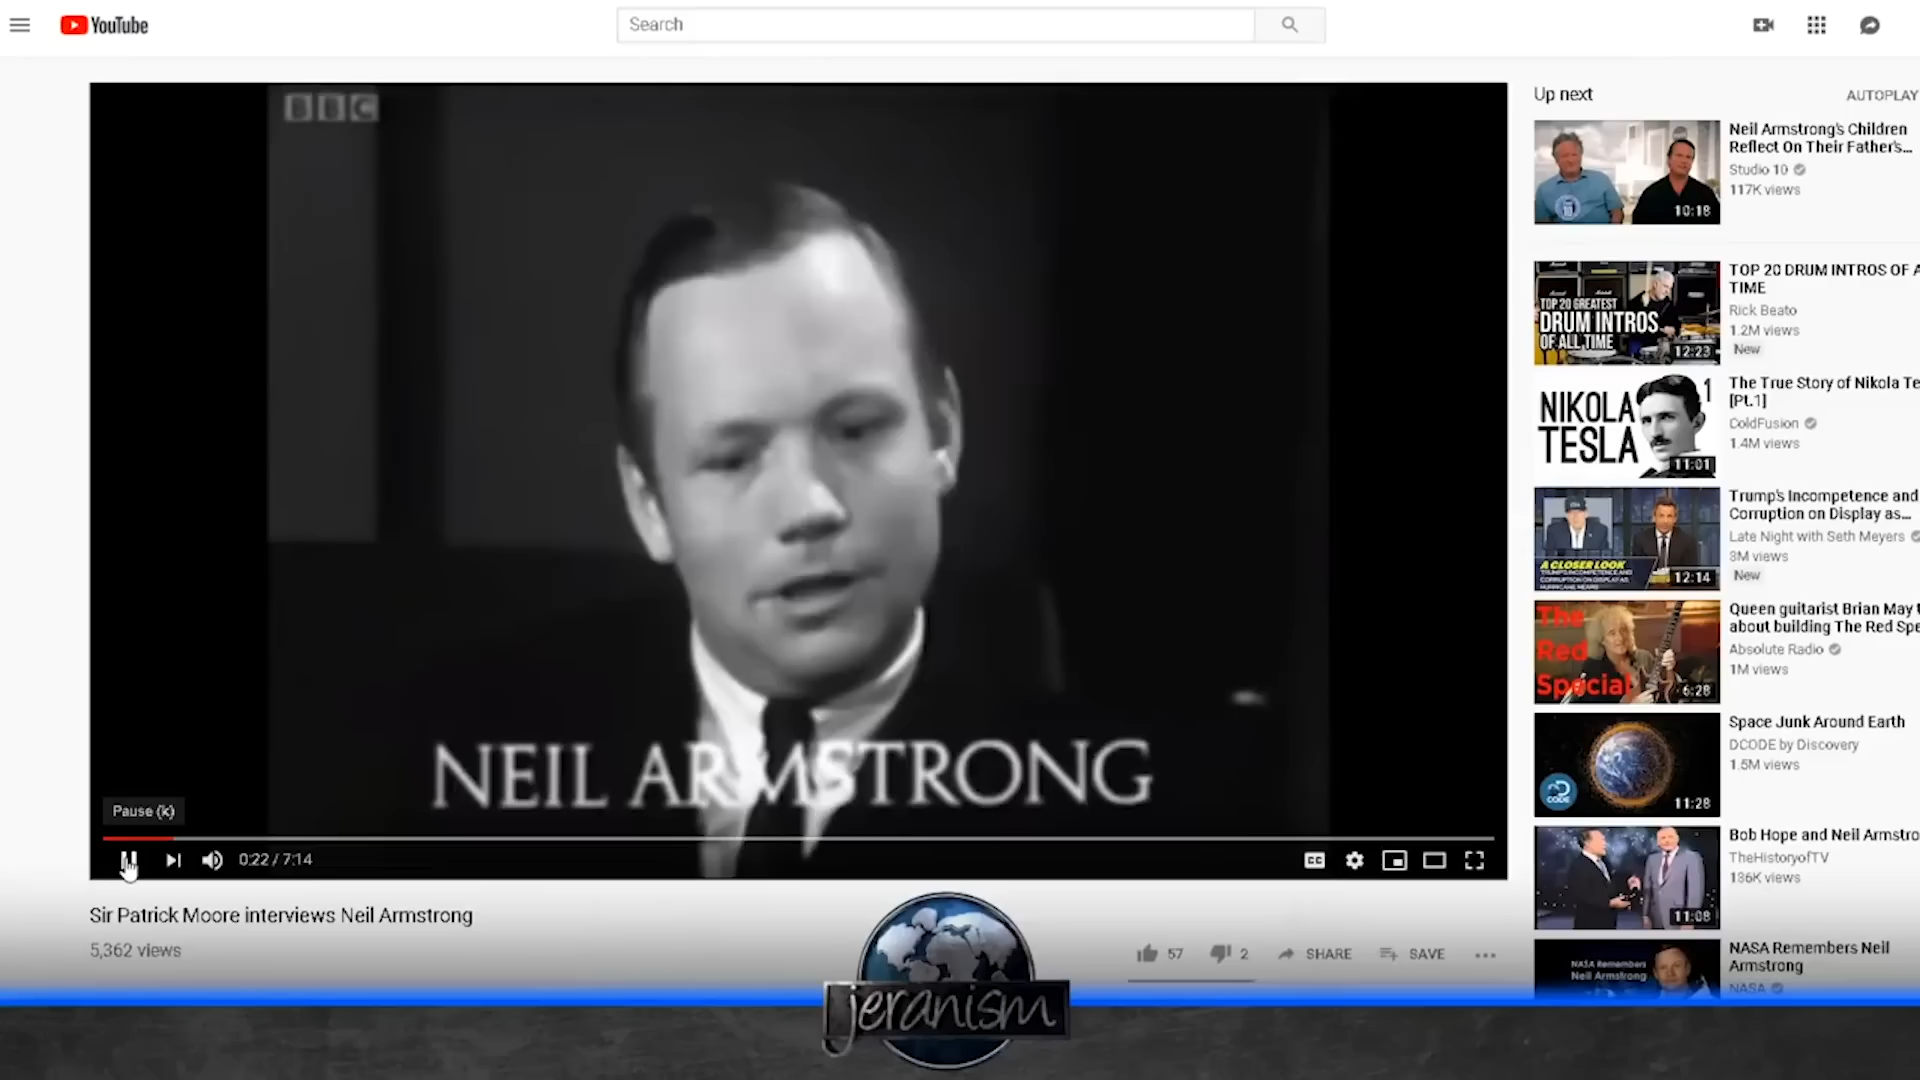 YouTube
Search
BBC
NEIL ARMSTRONG
Pause (k)
0:22 / 7:14
CC
Sir Patrick Moore interviews Neil Armstrong
5,362 views
57
2
SHARE
SAVE
jeranism
Up next
AUTOPLAY
10:18
Neil Armstrong's Children
Reflect On Their Father's...
Studio 10
117K views
TOP 20 GREATEST
DRUM INTROS
OF ALL TIME
12:23
TOP 20 DRUM INTROS OF A
TIME
Rick Beato
1.2M views
New
NIKOLA
TESLA
1
11:01
The True Story of Nikola Te
[Pt.1]
ColdFusion
1.4M views
A CLOSER LOOK
12:14
Trump's Incompetence and
Corruption on Display as...
Late Night with Seth Meyers
3M views
New
The
Red
Special
6:28
Queen guitarist Brian May t
about building The Red Spe
Absolute Radio
1M views
CODE
11:28
Space Junk Around Earth
DCODE by Discovery
1.5M views
11:08
Bob Hope and Neil Armstro
TheHistoryofTV
136K views
NASA Remembers
Neil Armstrong
NASA Remembers Neil
Armstrong
NASA